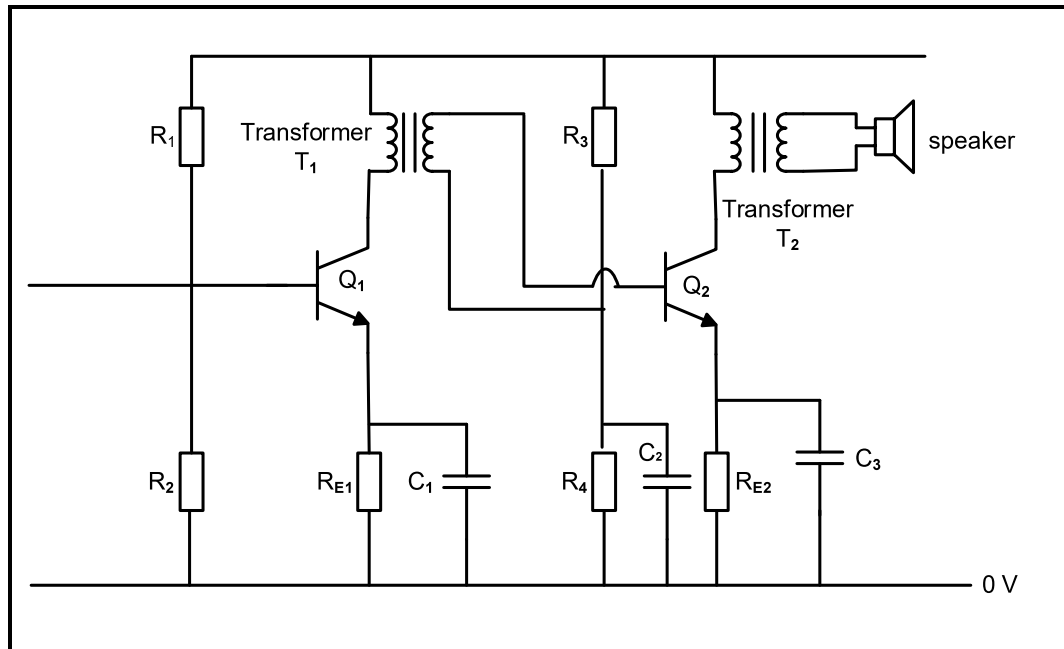 R1
Transformer
T1
R3
speaker
Transformer
T2
Q1
Q2
R2
RE1
C1
R4
C2
RE2
C3
0 V